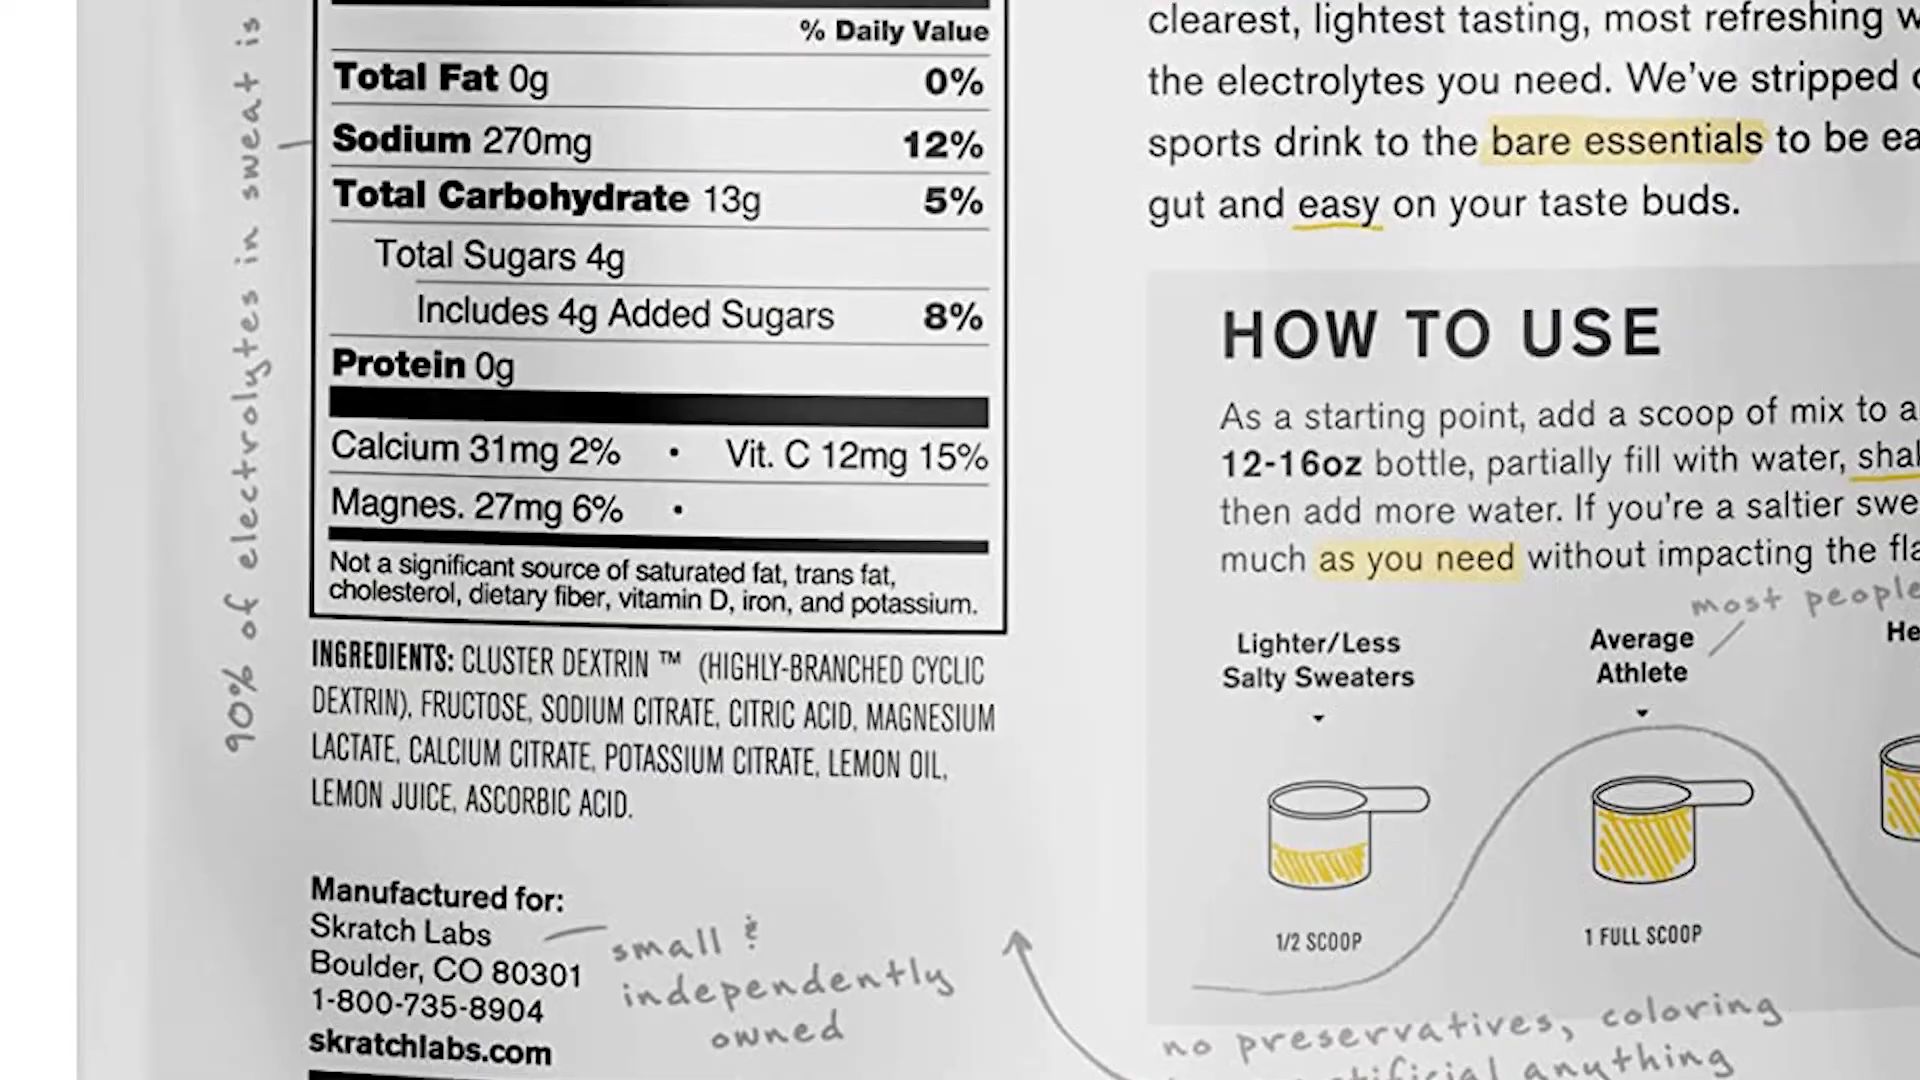 90% of electrolytes in sweat is
% Daily Value
Total Fat 0g 0%
Sodium 270mg 12%
Total Carbohydrate 13g 5%
Total Sugars 4g
Includes 4g Added Sugars 8%
Protein 0g
Calcium 31mg 2% • Vit. C 12mg 15%
Magnes. 27mg 6% •
Not a significant source of saturated fat, trans fat,
cholesterol, dietary fiber, vitamin D, iron, and potassium.
INGREDIENTS: CLUSTER DEXTRIN ™ (HIGHLY-BRANCHED CYCLIC
DEXTRIN), FRUCTOSE, SODIUM CITRATE, CITRIC ACID, MAGNESIUM
LACTATE, CALCIUM CITRATE, POTASSIUM CITRATE, LEMON OIL,
LEMON JUICE, ASCORBIC ACID.
Manufactured for:
Skratch Labs
Boulder, CO 80301
1-800-735-8904
skratchlabs.com
small &
independently
owned
clearest, lightest tasting, most refreshing
the electrolytes you need. We've stripped
sports drink to the bare essentials to be
gut and easy on your taste buds.
HOW TO USE
As a starting point, add a scoop of mix to a
12-16oz bottle, partially fill with water,
then add more water. If you're a saltier
much as you need without impacting the
most people
Lighter/Less
Salty Sweaters
Average
Athlete
1/2 SCOOP
1 FULL SCOOP
no preservatives, coloring
anything